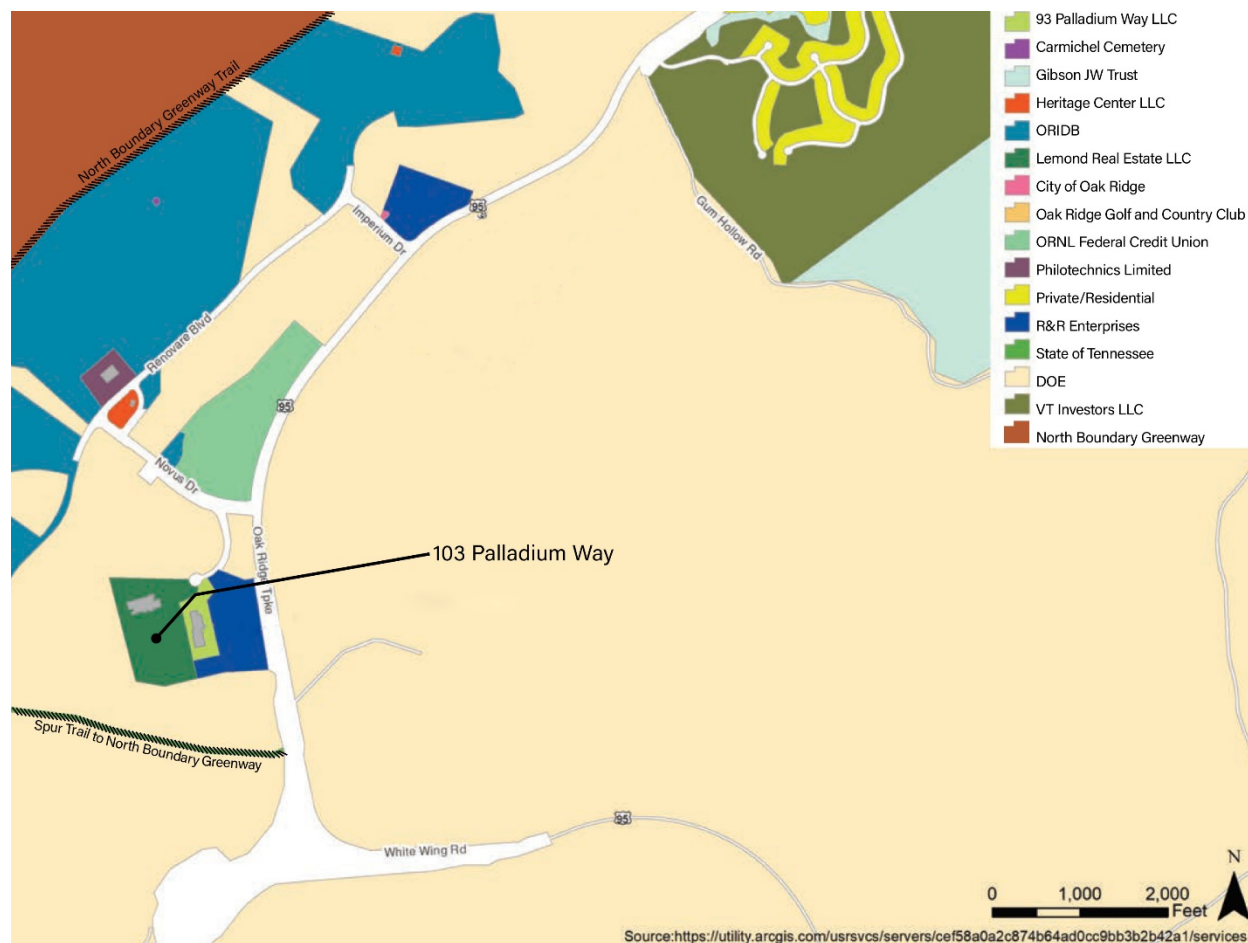 93 Palladium Way LLC
Carmichel Cemetery
Gibson JW Trust
Heritage Center LLC
ORIDB
Lemond Real Estate LLC
City of Oak Ridge
Oak Ridge Golf and Country Club
ORNL Federal Credit Union
Philotechnics Limited
Private/Residential
R&R Enterprises
State of Tennessee
DOE
VT Investors LLC
North Boundary Greenway
North Boundary Greenway Trail
Imperium Dr
95
Gum Hollow Rd
Renovare Blvd
95
Novus Dr
Oak Ridge Tpke
103 Palladium Way
Spur Trail to North Boundary Greenway
95
White Wing Rd
N
0 1,000 2,000
Feet
Source:https://utility.arcgis.com/usrsvcs/servers/cef58a0a2c874b64ad0cc9bb3b2b42a1/services